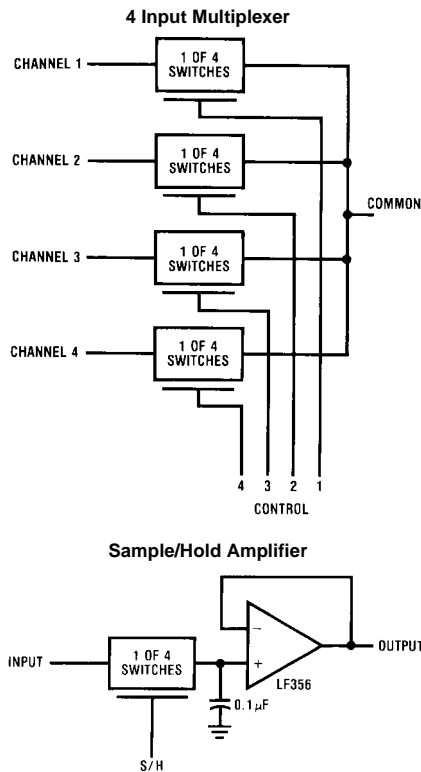 4 Input Multiplexer
CHANNEL 1
1 OF 4
SWITCHES
CHANNEL 2
1 OF 4
SWITCHES
COMMON
CHANNEL 3
1 OF 4
SWITCHES
CHANNEL 4
1 OF 4
SWITCHES
4 3 2 1
CONTROL
Sample/Hold Amplifier
INPUT
1 OF 4
SWITCHES
−
+
LF356
OUTPUT
0.1μF
S/H